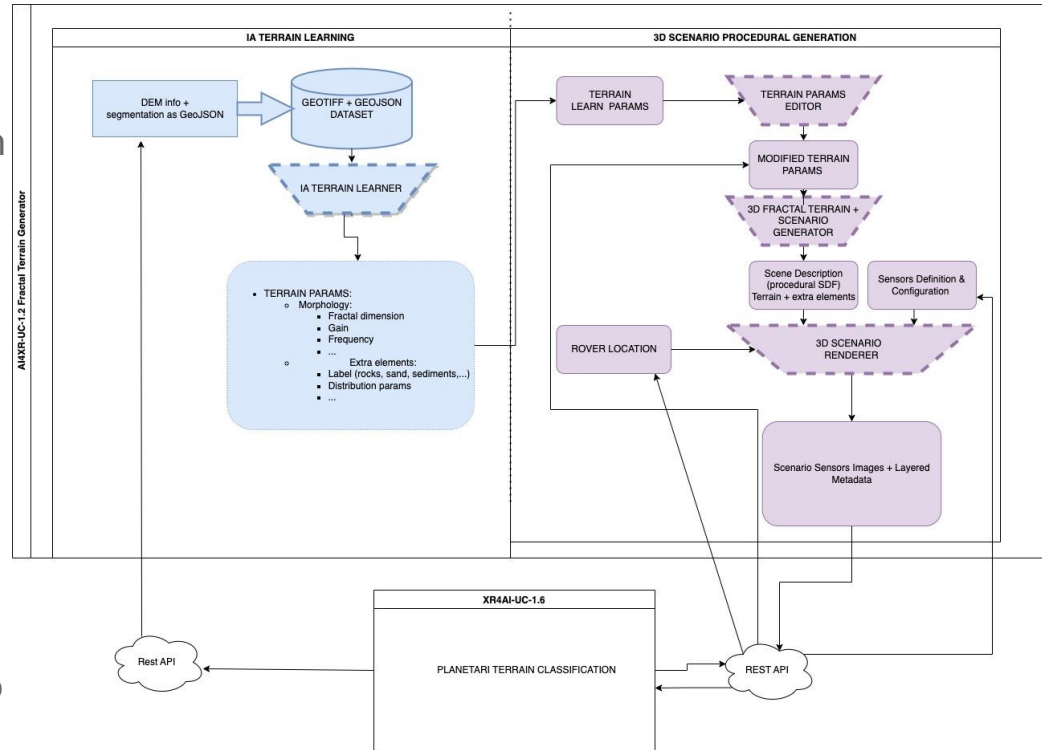 IA TERRAIN LEARNING
3D SCENARIO PROCEDURAL GENERATION
AI4XR-UC-1.2 Fractal Terrain Generator
DEM info +
segmentation as GeoJSON
GEOTIFF + GEOJSON
DATASET
IA TERRAIN LEARNER
• TERRAIN PARAMS:
○ Morphology:
▪ Fractal dimension
▪ Gain
▪ Frequency
▪ ...
○ Extra elements:
▪ Label (rocks, sand, sediments,...)
▪ Distribution params
▪ ...
TERRAIN
LEARN PARAMS
TERRAIN PARAMS
EDITOR
MODIFIED TERRAIN
PARAMS
3D FRACTAL TERRAIN +
SCENARIO
GENERATOR
Scene Description
(procedural SDF)
Terrain + extra elements
Sensors Definition &
Configuration
ROVER LOCATION
3D SCENARIO
RENDERER
Scenario Sensors Images + Layered
Metadata
XR4AI-UC-1.6
PLANETARI TERRAIN CLASSIFICATION
Rest API
REST API